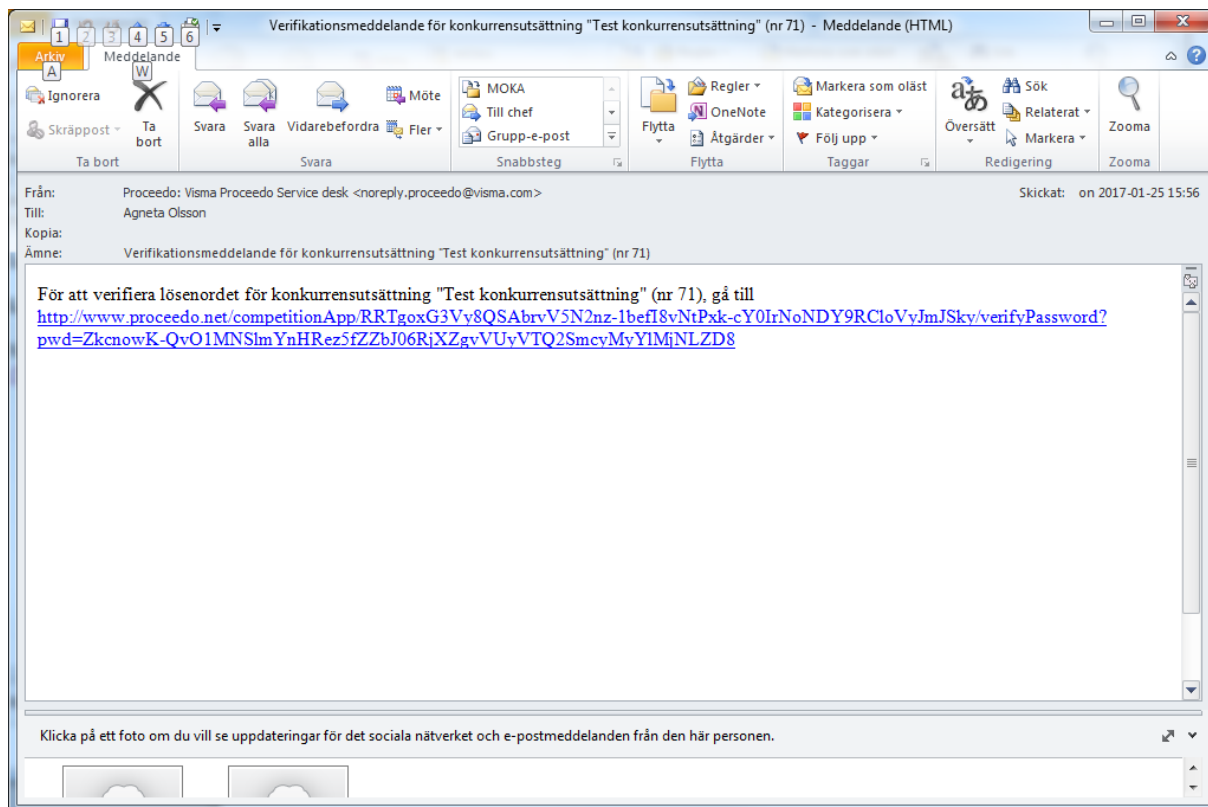 Verifikationsmeddelande för konkurrensutsättning "Test konkurrensutsättning" (nr 71) - Meddelande (HTML)
1 2 3 4 5 6
Arkiv Meddelande
A W
Ignorera
Skräppost
Ta bort
Svara
Svara alla
Vidarebefordra
Möte
Fler
MOKA
Till chef
Grupp-e-post
Flytta
Regler
OneNote
Åtgärder
Markera som oläst
Kategorisera
Följ upp
Översätt
Sök
Relaterat
Markera
Zooma
Ta bort Svara Snabbsteg Flytta Taggar Redigering Zooma
Från: Proceedo: Visma Proceedo Service desk <noreply.proceedo@visma.com> Skickat: on 2017-01-25 15:56
Till: Agneta Olsson
Kopia:
Ämne: Verifikationsmeddelande för konkurrensutsättning "Test konkurrensutsättning" (nr 71)
För att verifiera lösenordet för konkurrensutsättning "Test konkurrensutsättning" (nr 71), gå till
http://www.proceedo.net/competitionApp/RRTgoxG3Vy8QSAbrvV5N2nz-1befI8vNtPxk-cY0IrNoNDY9RCloVyJmJSky/verifyPassword?
pwd=ZkcnowK-QvO1MNSlmYnHRez5fZZbJ06RjXZgvVUyVTQ2SmcyMyYlMjNLZD8
Klicka på ett foto om du vill se uppdateringar för det sociala nätverket och e-postmeddelanden från den här personen.